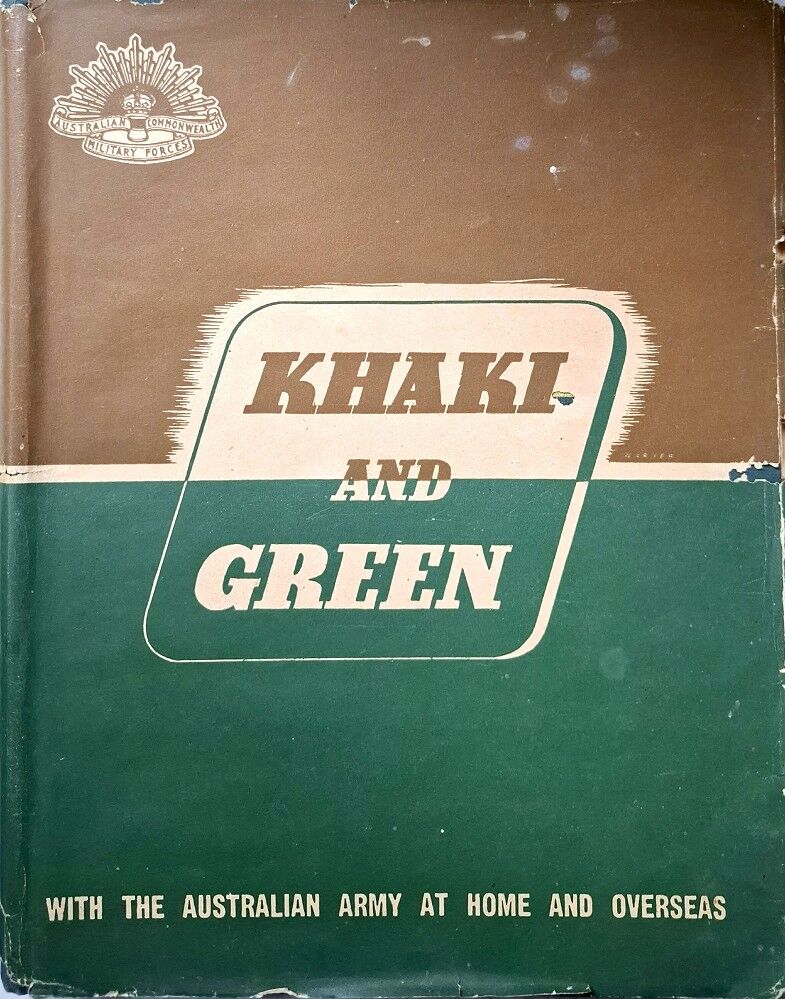 AUSTRALIAN COMMONWEALTH
MILITARY FORCES
KHAKI
AND
GREEN
WITH THE AUSTRALIAN ARMY AT HOME AND OVERSEAS